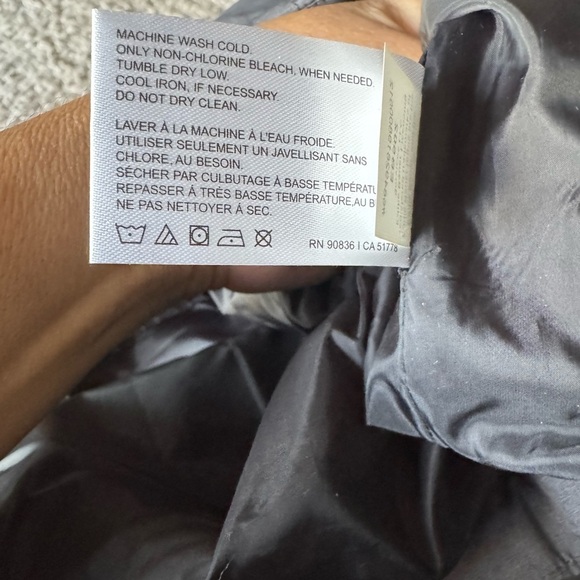 MACHINE WASH COLD.
ONLY NON-CHLORINE BLEACH, WHEN NEEDED.
TUMBLE DRY LOW.
COOL IRON, IF NECESSARY.
DO NOT DRY CLEAN.
LAVER À LA MACHINE À L'EAU FROIDE.
UTILISER SEULEMENT UN JAVELLISANT SANS
CHLORE, AU BESOIN.
SÉCHER PAR CULBUTAGE À BASSE TEMPÉRATU
REPASSER À TRÈS BASSE TEMPÉRATURE,AU B
NE PAS NETTOYER À SEC.
RN 90836 I CA 51778